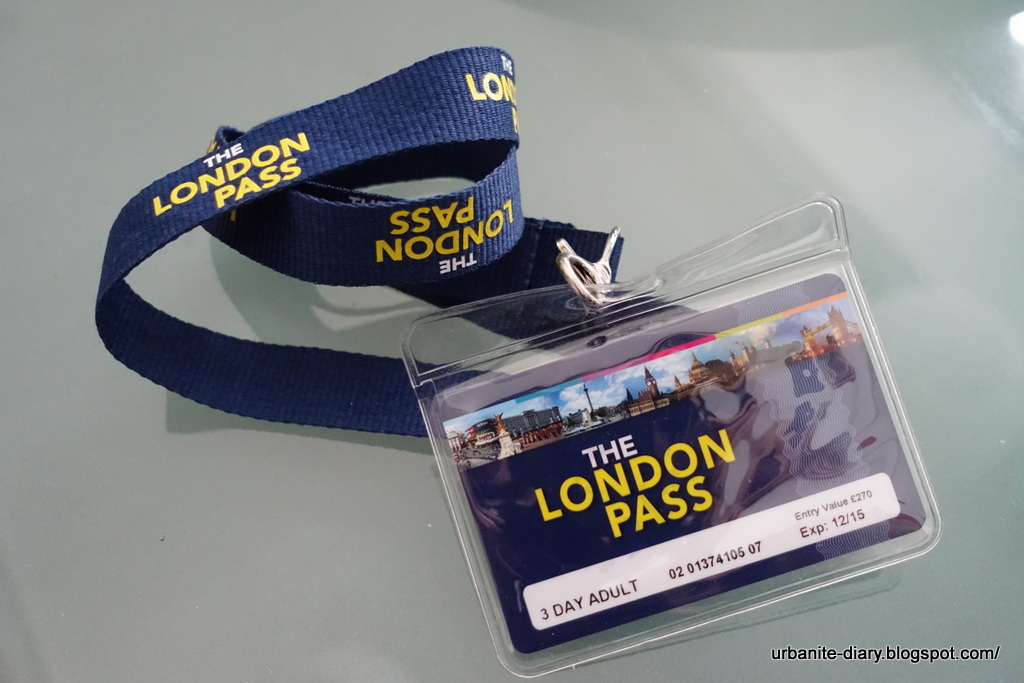 THE
LONDON
PASS
THE
LONDON
PASS
THE
LONDON
PASS
THE
LONDON
PASS
3 DAY ADULT
02 01374105 07
Entry Value £270
Exp: 12/15
urbanite-diary.blogspot.com/